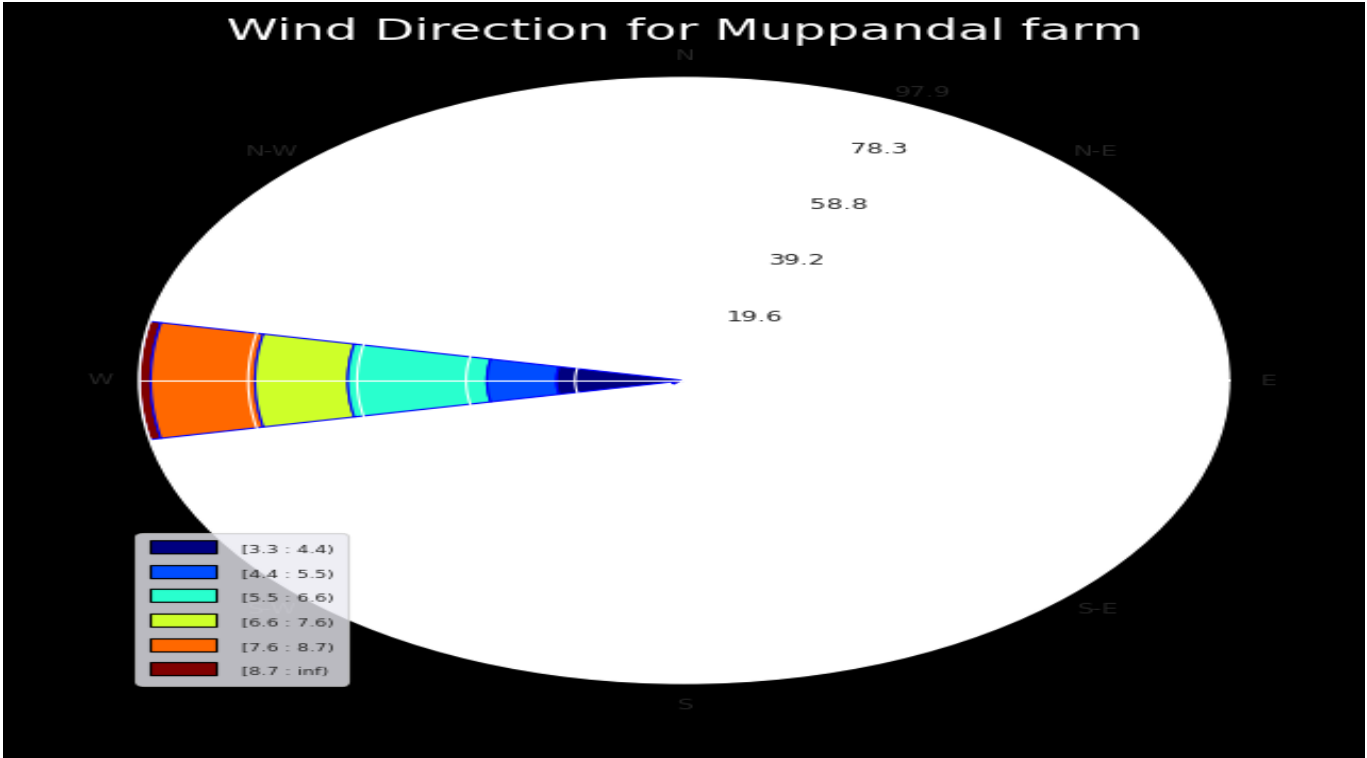 Wind Direction for Muppandal farm
N
97.9
N-W
78.3
N-E
58.8
39.2
19.6
W
E
[3.3 : 4.4)
[4.4 : 5.5)
[5.5 : 6.6)
S-W
S-E
[6.6 : 7.6)
[7.6 : 8.7)
[8.7 : inf)
S